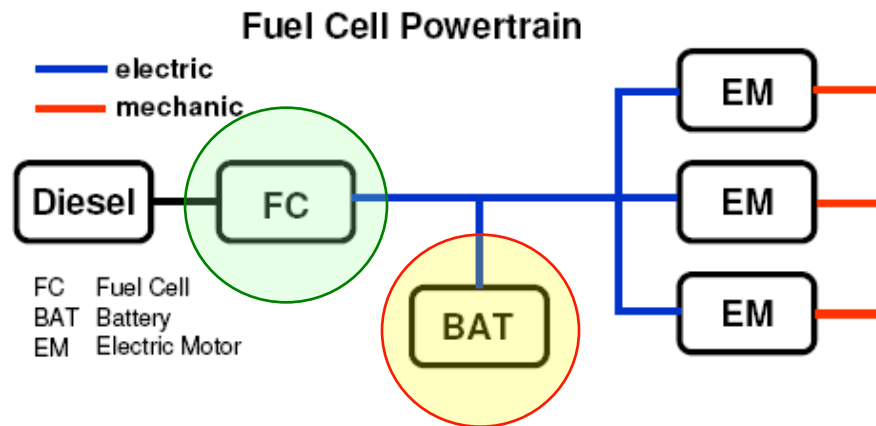 Fuel Cell Powertrain
electric
mechanic
EM
Diesel
FC
EM
BAT
EM
FC Fuel Cell
BAT Battery
EM Electric Motor